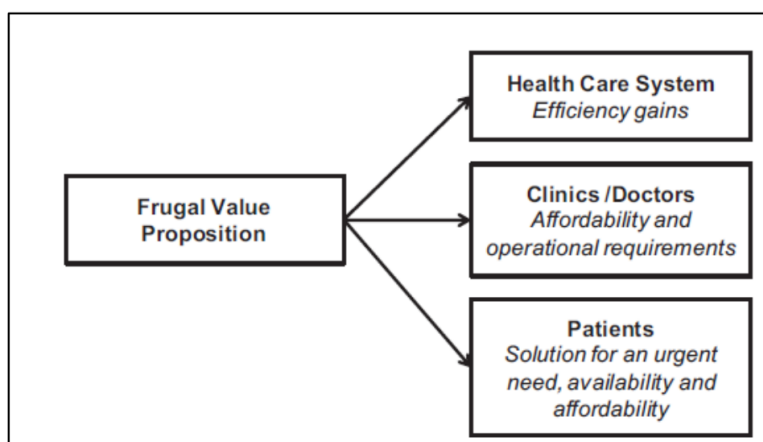 Frugal Value
Proposition
Health Care System
Efficiency gains
Clinics /Doctors
Affordability and
operational requirements
Patients
Solution for an urgent
need, availability and
affordability